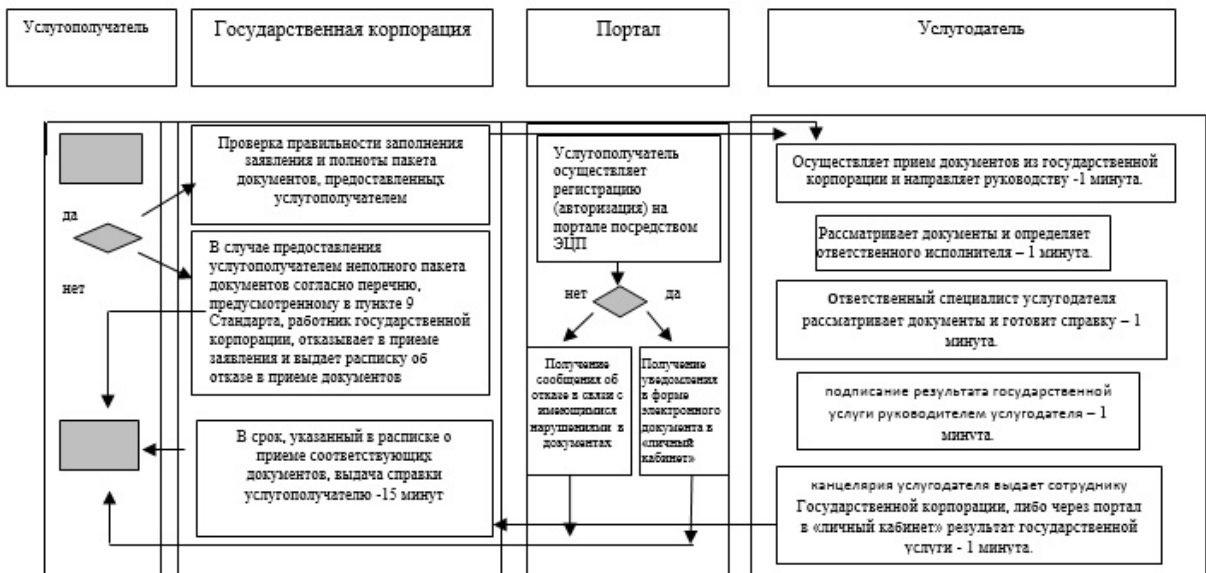 Услугополучатель
Государственная корпорация
Портал
Услугодатель
да
нет
Проверка правильности заполнения
заявления и полноты пакета
документов, предоставленных
услугополучателем
В случае предоставления
услугополучателем неполного пакета
документов согласно перечню,
предусмотренному в пункте 9
Стандарта, работник государственной
корпорации, отказывает в приеме
заявления и выдает расписку об
отказе в приеме документов
В срок, указанный в расписке о
приеме соответствующих
документов, выдача справки
услугополучателю -15 минут
Услугополучатель
осуществляет
регистрацию
(авторизация) на
портале посредством
ЭЦП
нет
да
Получение
сообщения об
отказе в связи с
имеющимися
нарушениями в
документах
Получение
уведомления
в форме
электронного
документа в
«личный
кабинет»
Осуществляет прием документов из государственной
корпорации и направляет руководству -1 минута.
Рассматривает документы и определяет
ответственного исполнителя – 1 минута.
Ответственный специалист услугодателя
рассматривает документы и готовит справку – 1
минута.
подписание результата государственной
услуги руководителем услугодателя – 1
минута.
канцелярия услугодателя выдает сотруднику
Государственной корпорации, либо через портал
в «личный кабинет» результат государственной
услуги - 1 минута.